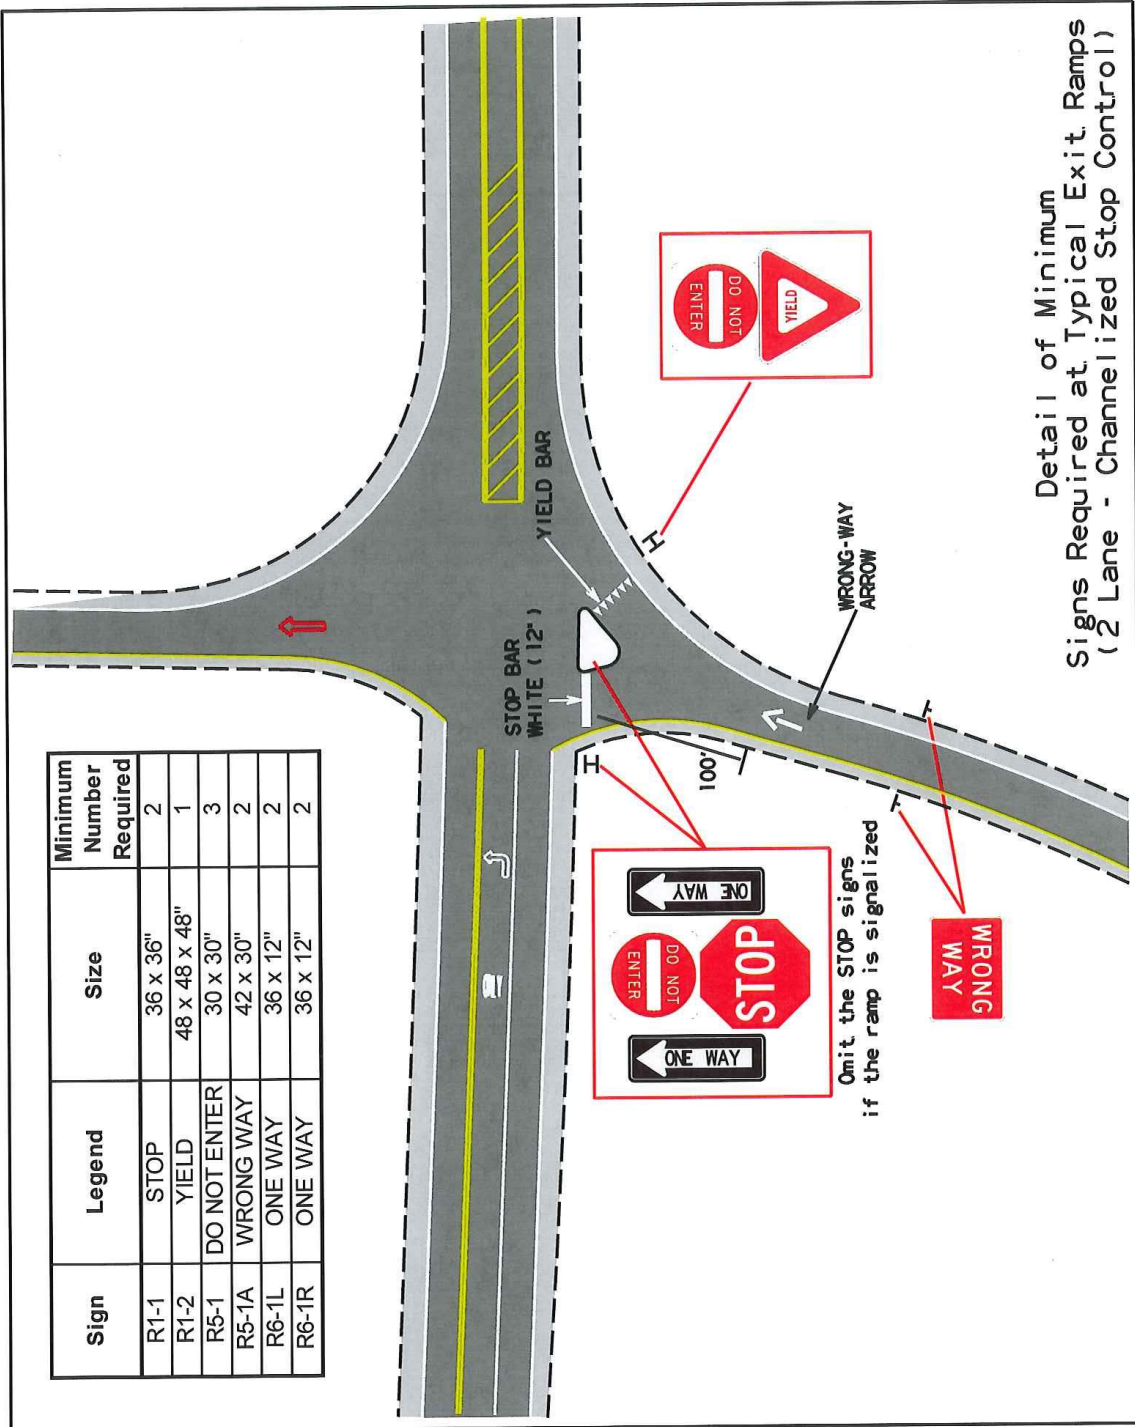 Sign Legend Size Minimum Number Required
R1-1 STOP 36 x 36" 2
R1-2 YIELD 48 x 48 x 48" 1
R5-1 DO NOT ENTER 30 x 30" 3
R5-1A WRONG WAY 42 x 30" 2
R6-1L ONE WAY 36 x 12" 2
R6-1R ONE WAY 36 x 12" 2
STOP BAR
WHITE (12")
YIELD BAR
100'
WRONG-WAY
ARROW
DO NOT
ENTER
YIELD
ONE WAY
DO NOT
ENTER
ONE WAY
STOP
Omit the STOP signs
if the ramp is signalized
WRONG
WAY
Detail of Minimum
Signs Required at Typical Exit Ramps
(2 Lane - Channelized Stop Control)